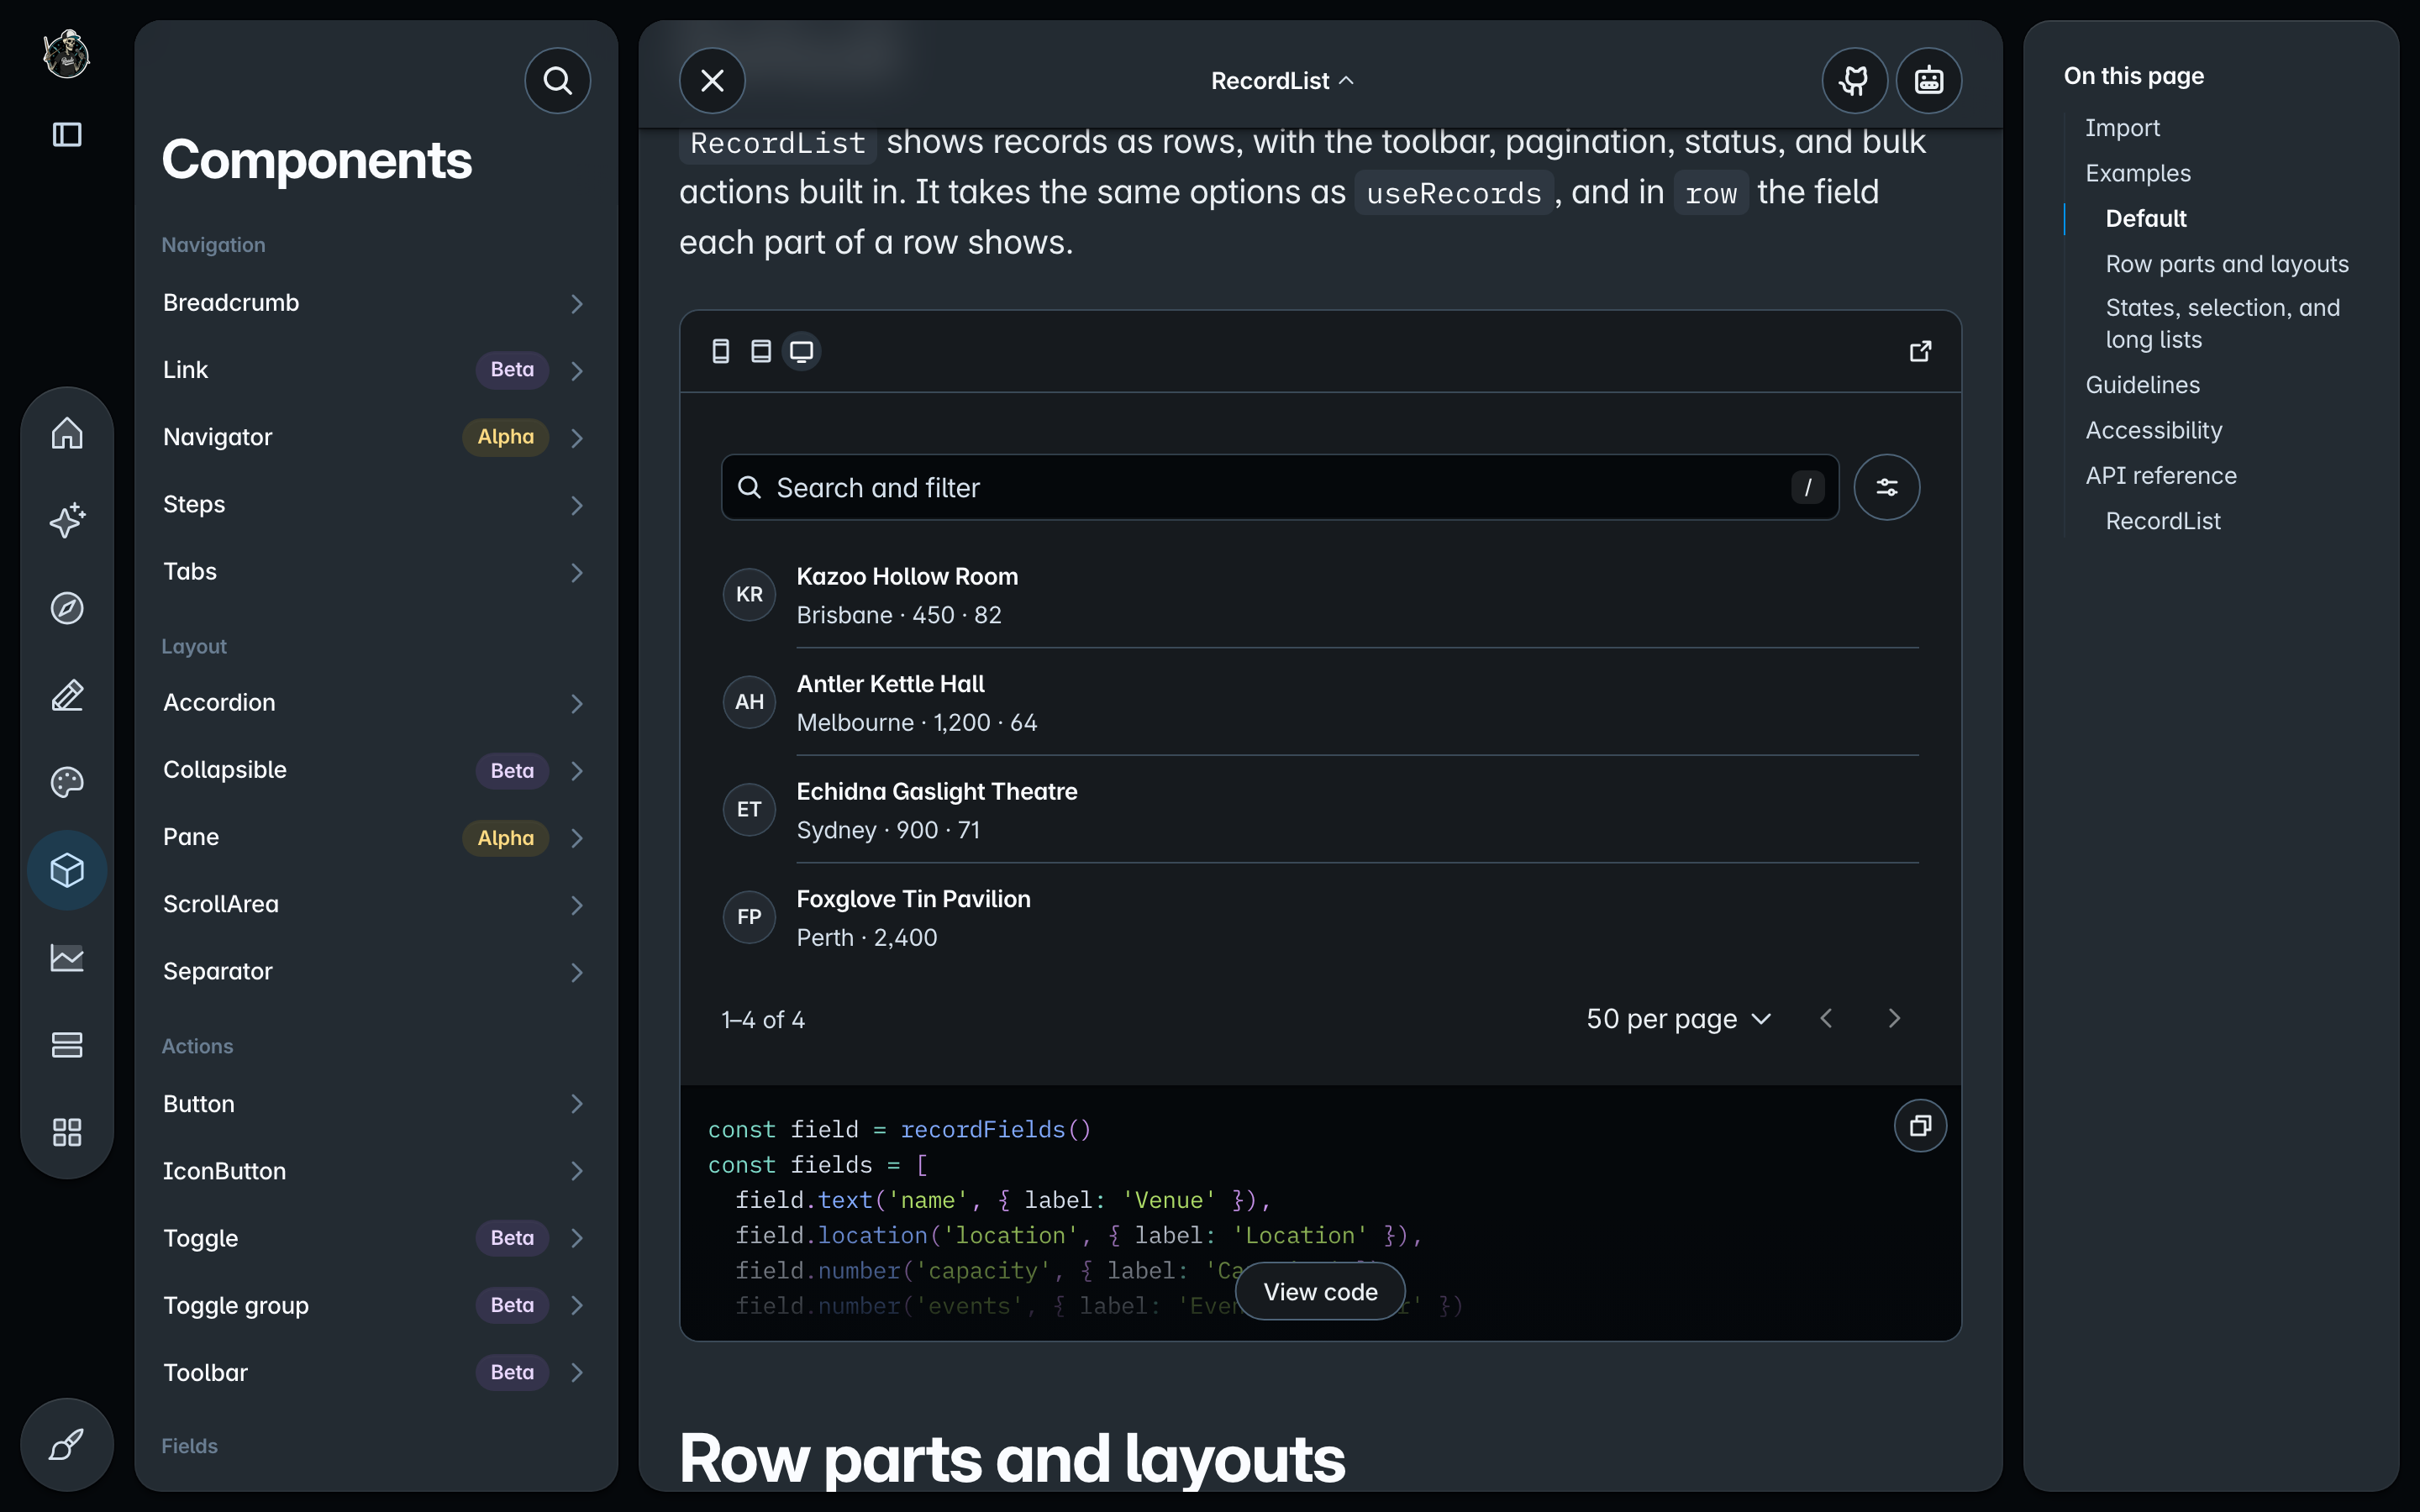 Components
Navigation
Breadcrumb
Link Beta
Navigator Alpha
Steps
Tabs
Layout
Accordion
Collapsible Beta
Pane Alpha
ScrollArea
Separator
Actions
Button
IconButton
Toggle Beta
Toggle group Beta
Toolbar Beta
Fields
RecordList
RecordList shows records as rows, with the toolbar, pagination, status, and bulk
actions built in. It takes the same options as useRecords, and in row the field
each part of a row shows.
Search and filter /
KR Kazoo Hollow Room
Brisbane · 450 · 82
AH Antler Kettle Hall
Melbourne · 1,200 · 64
ET Echidna Gaslight Theatre
Sydney · 900 · 71
FP Foxglove Tin Pavilion
Perth · 2,400
1–4 of 4 50 per page
const field = recordFields()
const fields = [
field.text('name', { label: 'Venue' }),
field.location('location', { label: 'Location' }),
field.number('capacity', { label:
field.number('events', { label: ' })
View code
Row parts and layouts
On this page
Import
Examples
Default
Row parts and layouts
States, selection, and
long lists
Guidelines
Accessibility
API reference
RecordList